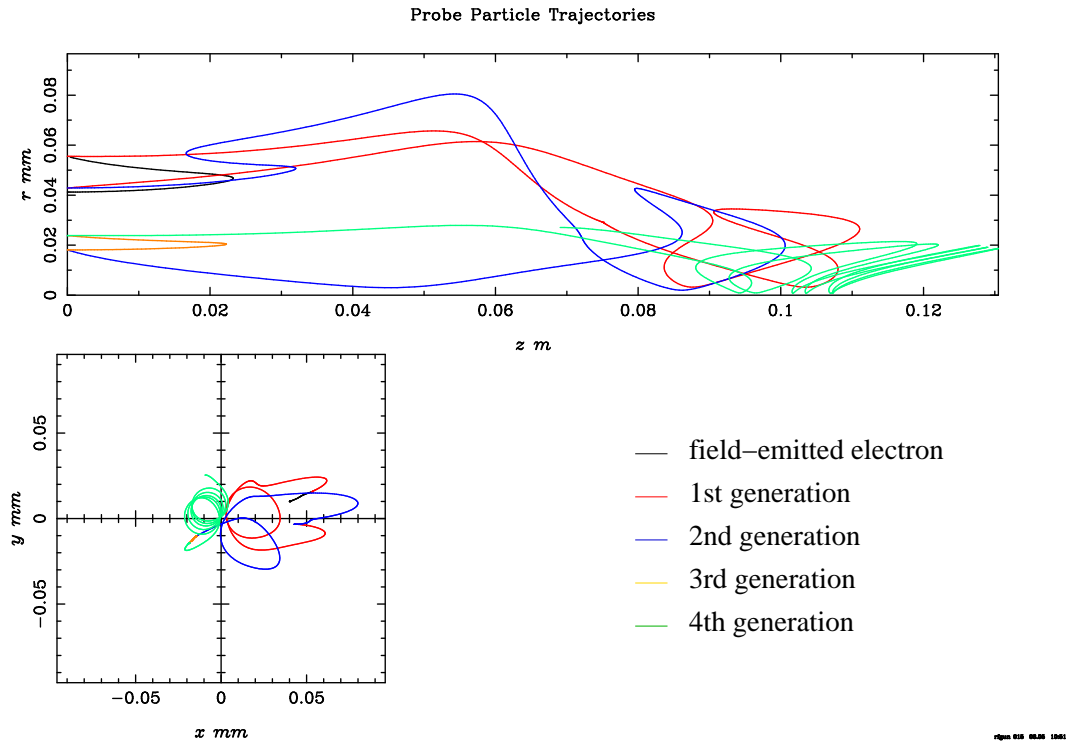 Probe Particle Trajectories
0.08
0.06
0.04
0.02
0
r mm
0 0.02 0.04 0.06 0.08 0.1 0.12
z m
0.05
0
−0.05
y mm
−0.05 0 0.05
x mm
field−emitted electron
1st generation
2nd generation
3rd generation
4th generation